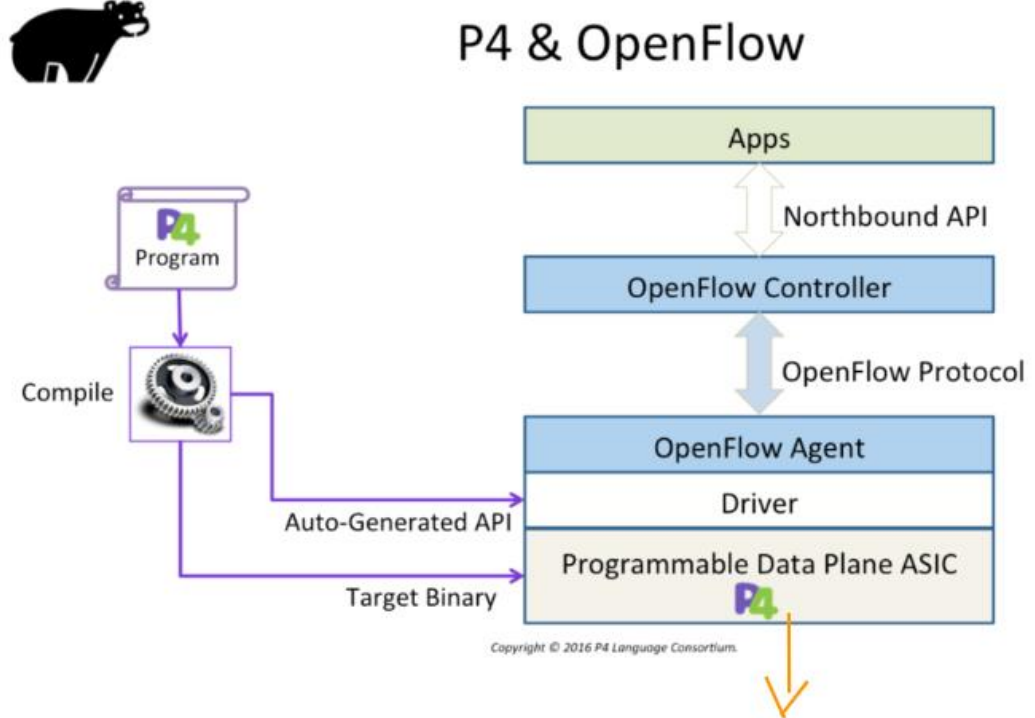 P4 & OpenFlow
Apps
Northbound API
P4
Program
OpenFlow Controller
Compile
OpenFlow Protocol
OpenFlow Agent
Driver
Auto-Generated API
Programmable Data Plane ASIC
P4
Target Binary
Copyright © 2016 P4 Language Consortium.